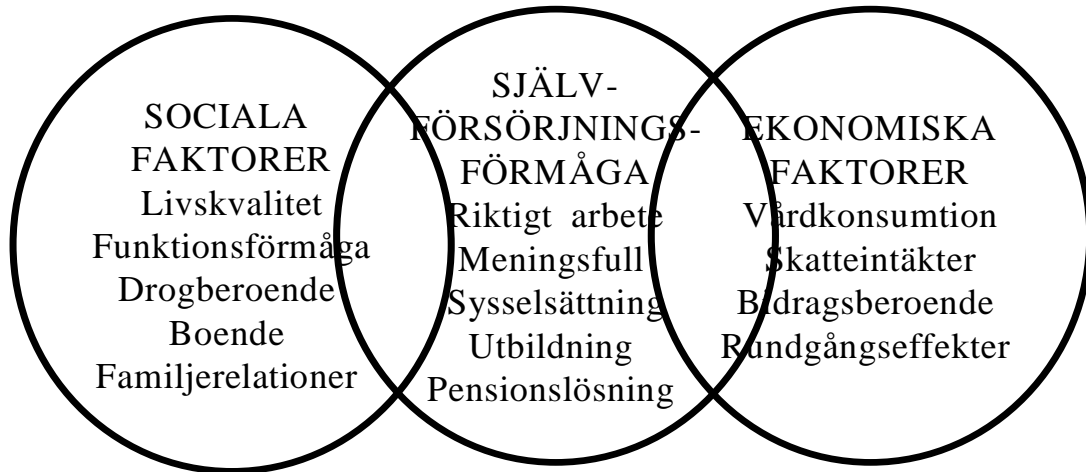 SOCIALA
FAKTORER
Livskvalitet
Funktionsförmåga
Drogberoende
Boende
Familjerelationer
SJÄLV-
FÖRSÖRJNINGS-
FÖRMÅGA
Riktigt arbete
Meningsfull
Sysselsättning
Utbildning
Pensionslösning
EKONOMISKA
FAKTORER
Vårdkonsumtion
Skatteintäkter
Bidragsberoende
Rundgångseffekter